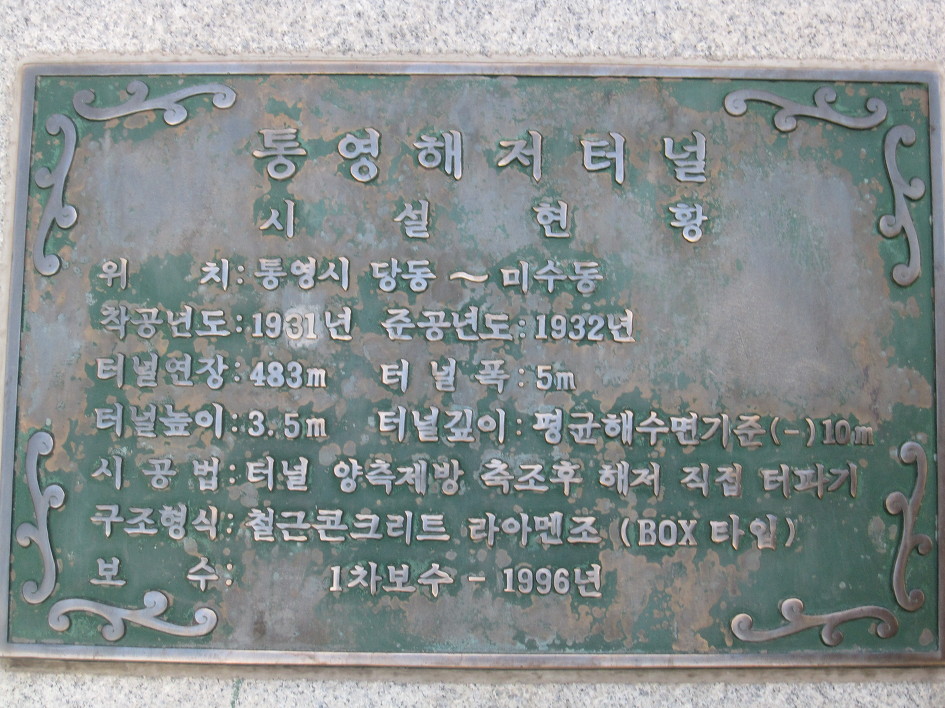 통영해저터널
시 설 현 황
위 치: 통영시 당동 ~ 미수동
착공년도: 1931년 준공년도: 1932년
터널연장: 483m 터 널 폭: 5m
터널높이: 3.5m 터널깊이: 평균해수면기준(-)10m
시 공 법: 터널 양측제방 축조후 해저 직접 터파기
구조형식: 철근콘크리트 라아멘조 (BOX 타입)
보 수: 1차보수 - 1996년